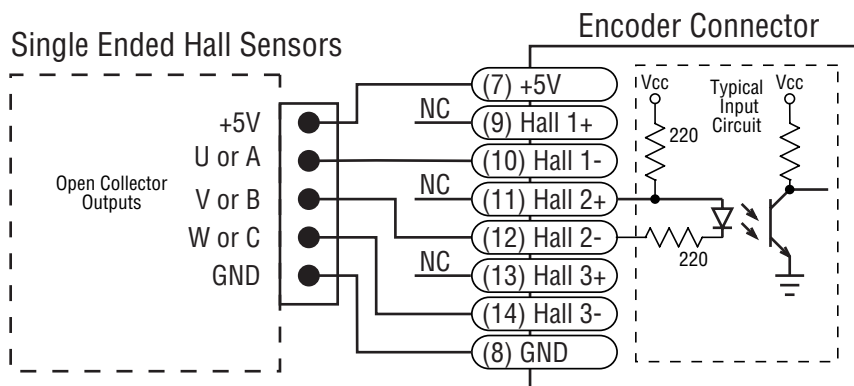 Encoder Connector
Single Ended Hall Sensors
Open Collector
Outputs
+5V
U or A
V or B
W or C
GND
NC
NC
NC
(7) +5V
(9) Hall 1+
(10) Hall 1-
(11) Hall 2+
(12) Hall 2-
(13) Hall 3+
(14) Hall 3-
(8) GND
Vcc
Typical
Input
Circuit
Vcc
220
220